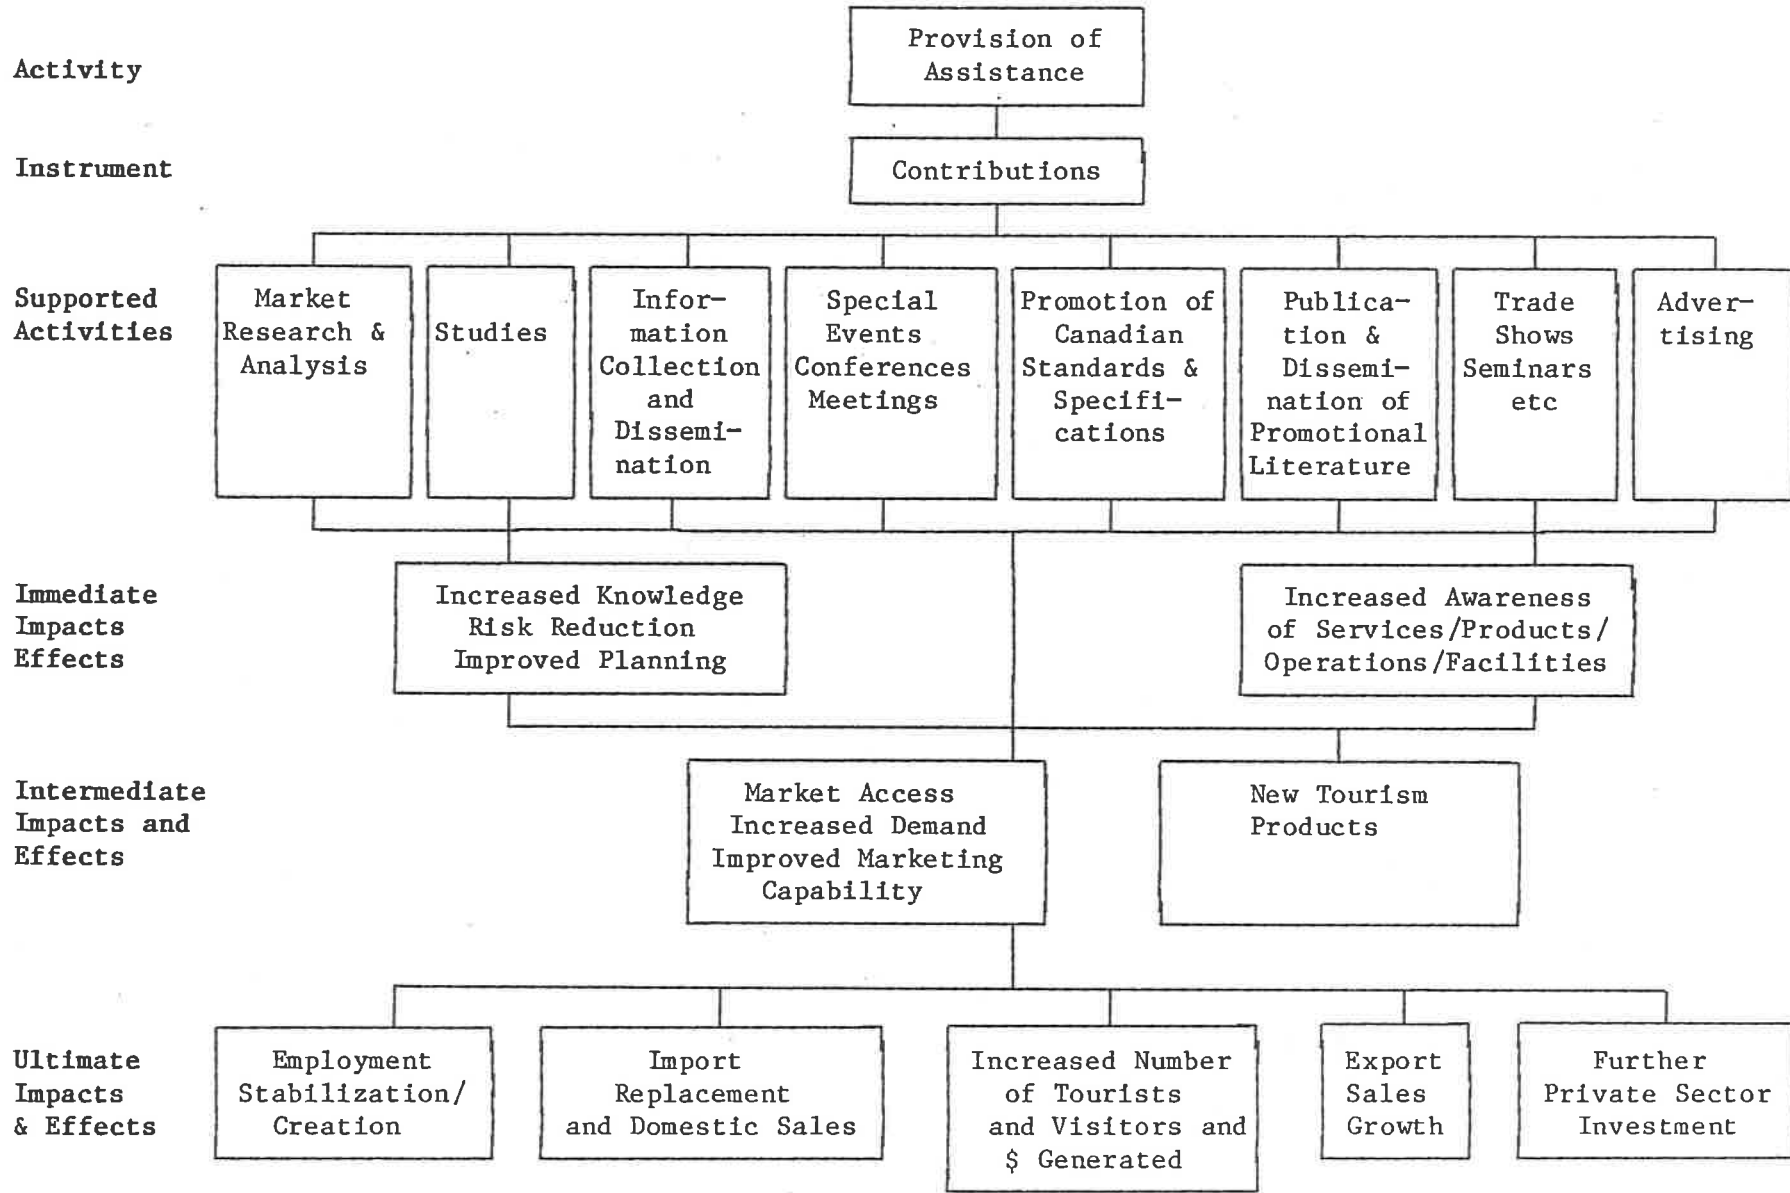 Activity
Provision of
Assistance
Instrument
Contributions
Supported
Activities
Market
Research &
Analysis
Studies
Infor-
mation
Collection
and
Dissemi-
nation
Special
Events
Conferences
Meetings
Promotion of
Canadian
Standards &
Specifi-
cations
Publica-
tion &
Dissemi-
nation of
Promotional
Literature
Trade
Shows
Seminars
etc
Adver-
tising
Immediate
Impacts
Effects
Increased Knowledge
Risk Reduction
Improved Planning
Increased Awareness
of Services/Products/
Operations/Facilities
Intermediate
Impacts and
Effects
Market Access
Increased Demand
Improved Marketing
Capability
New Tourism
Products
Ultimate
Impacts
& Effects
Employment
Stabilization/
Creation
Import
Replacement
and Domestic Sales
Increased Number
of Tourists
and Visitors and
$ Generated
Export
Sales
Growth
Further
Private Sector
Investment